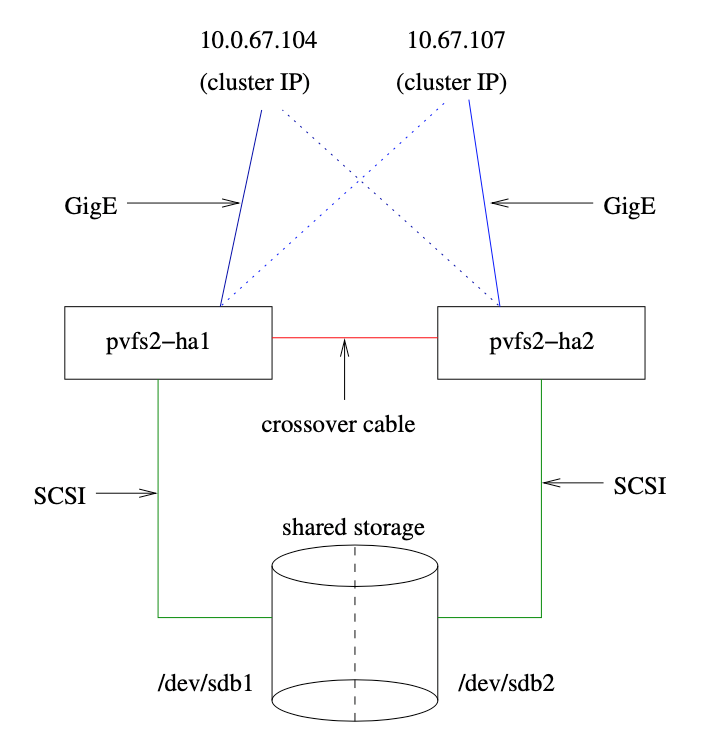 10.0.67.104
(cluster IP)
10.67.107
(cluster IP)
GigE
GigE
pvfs2−ha1
pvfs2−ha2
crossover cable
SCSI
SCSI
shared storage
/dev/sdb1
/dev/sdb2